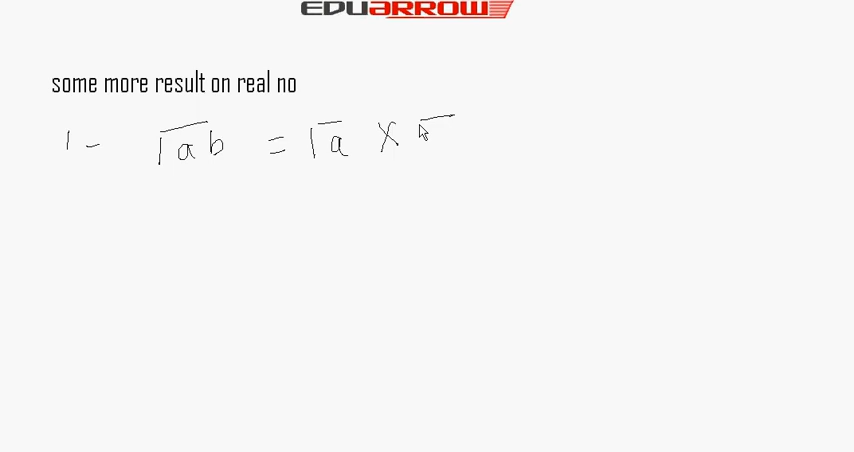 EDUARROW
some more result on real no
1- √ab = √a × √